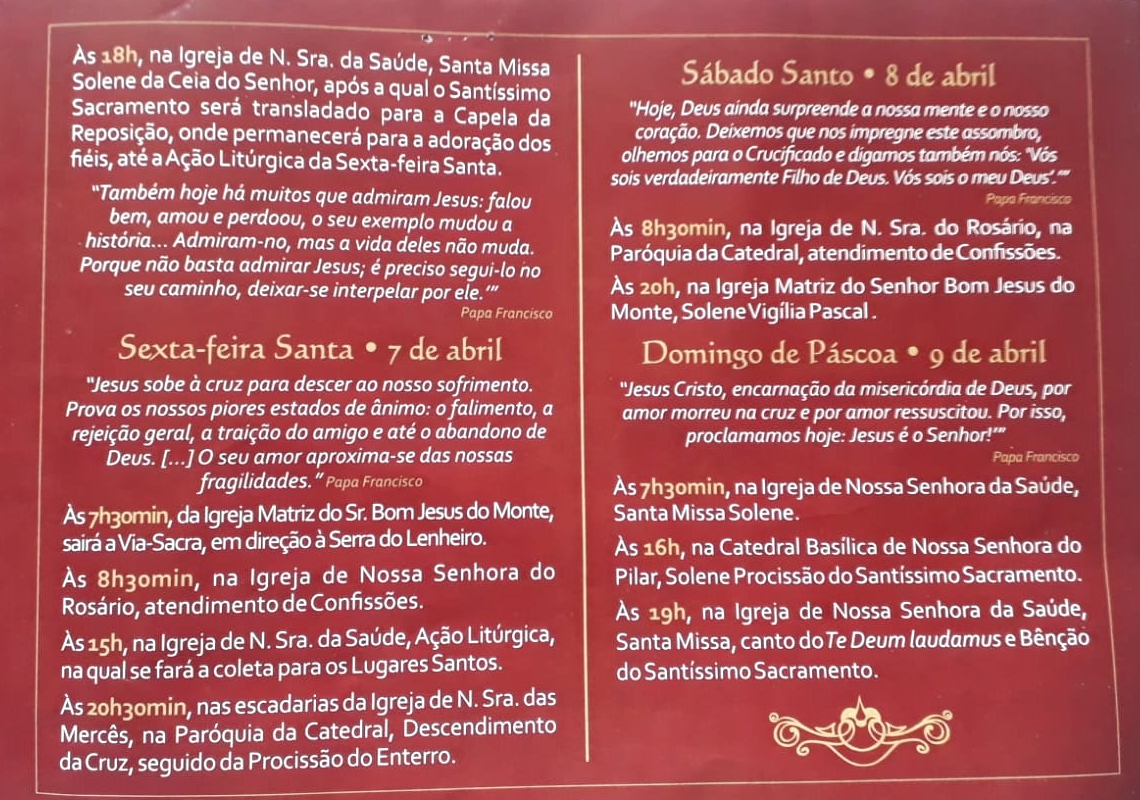 Às 18h, na Igreja de N. Sra. da Saúde, Santa Missa
Solene da Ceia do Senhor, após a qual o Santíssimo
Sacramento será transladado para a Capela da
Reposição, onde permanecerá para a adoração dos
fiéis, até a Ação Litúrgica da Sexta-feira Santa.
"Também hoje há muitos que admiram Jesus: falou
bem, amou e perdoou, o seu exemplo mudou a
história... Admiram-no, mas a vida deles não muda.
Porque não basta admirar Jesus; é preciso segui-lo no
seu caminho, deixar-se interpelar por ele.'"
Papa Francisco
Sexta-feira Santa • 7 de abril
"Jesus sobe à cruz para descer ao nosso sofrimento.
Prova os nossos piores estados de ânimo: o falimento, a
rejeição geral, a traição do amigo e até o abandono de
Deus. [...] O seu amor aproxima-se das nossas
fragilidades." Papa Francisco
Às 7h30min, da Igreja Matriz do Sr. Bom Jesus do Monte,
sairá a Via-Sacra, em direção à Serra do Lenheiro.
Às 8h30min, na Igreja de Nossa Senhora do
Rosário, atendimento de Confissões.
Às 15h, na Igreja de N. Sra. da Saúde, Ação Litúrgica,
na qual se fará a coleta para os Lugares Santos.
Às 20h30min, nas escadarias da Igreja de N. Sra. das
Mercês, na Paróquia da Catedral, Descendimento
da Cruz, seguido da Procissão do Enterro.
Sábado Santo • 8 de abril
"Hoje, Deus ainda surpreende a nossa mente e o nosso
coração. Deixemos que nos impregne este assombro,
olhemos para o Crucificado e digamos também nós: 'Vós
sois verdadeiramente Filho de Deus. Vós sois o meu Deus'.'"
Papa Francisco
Às 8h30min, na Igreja de N. Sra. do Rosário, na
Paróquia da Catedral, atendimento de Confissões.
Às 20h, na Igreja Matriz do Senhor Bom Jesus do
Monte, Solene Vigília Pascal .
Domingo de Páscoa • 9 de abril
"Jesus Cristo, encarnação da misericórdia de Deus, por
amor morreu na cruz e por amor ressuscitou. Por isso,
proclamamos hoje: Jesus é o Senhor!'"
Papa Francisco
Às 7h30min, na Igreja de Nossa Senhora da Saúde,
Santa Missa Solene.
Às 16h, na Catedral Basílica de Nossa Senhora do
Pilar, Solene Procissão do Santíssimo Sacramento.
Às 19h, na Igreja de Nossa Senhora da Saúde,
Santa Missa, canto do Te Deum laudamus e Bênção
do Santíssimo Sacramento.